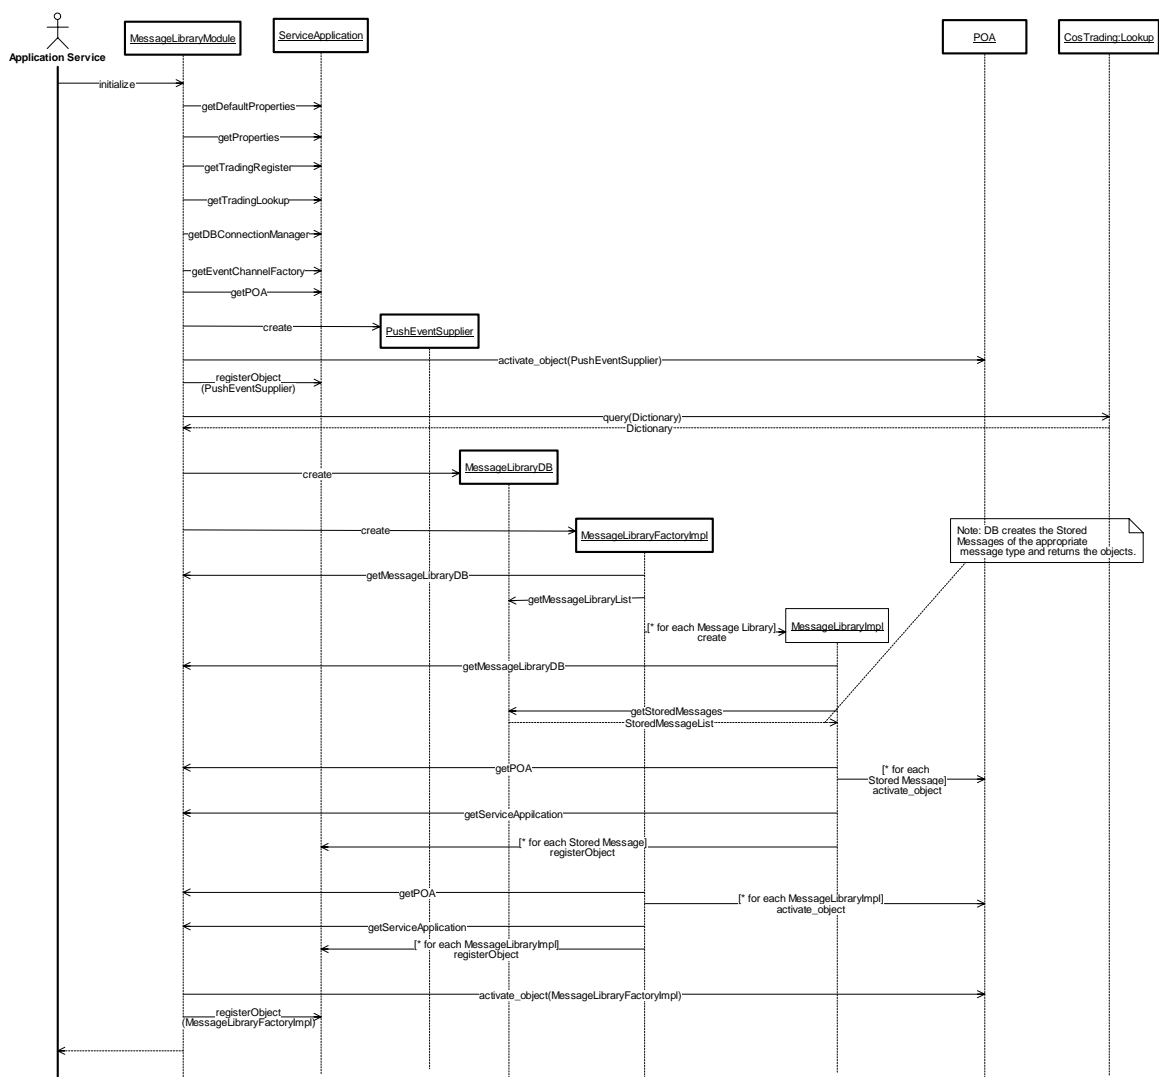 MessageLibraryModule
ServiceApplication
POA
CosTrading:Lookup
Application Service
initialize
getDefaultProperties
getProperties
getTradingRegister
getTradingLookup
getDBConnectionManager
getEventChannelFactory
getPOA
create
PushEventSupplier
activate_object(PushEventSupplier)
registerObject
(PushEventSupplier)
query(Dictionary)
Dictionary
create
MessageLibraryDB
create
MessageLibraryFactoryImpl
Note: DB creates the Stored
Messages of the appropriate
message type and returns the objects.
getMessageLibraryDB
getMessageLibraryList
[* for each Message Library]
create
MessageLibraryImpl
getMessageLibraryDB
getStoredMessages
StoredMessageList
getPOA
[* for each
Stored Message]
activate_object
getServiceAppilcation
[* for each Stored Message]
registerObject
getPOA
[* for each MessageLibraryImpl]
activate_object
getServiceApplication
[* for each MessageLibraryImpl]
registerObject
activate_object(MessageLibraryFactoryImpl)
registerObject
(MessageLibraryFactoryImpl)